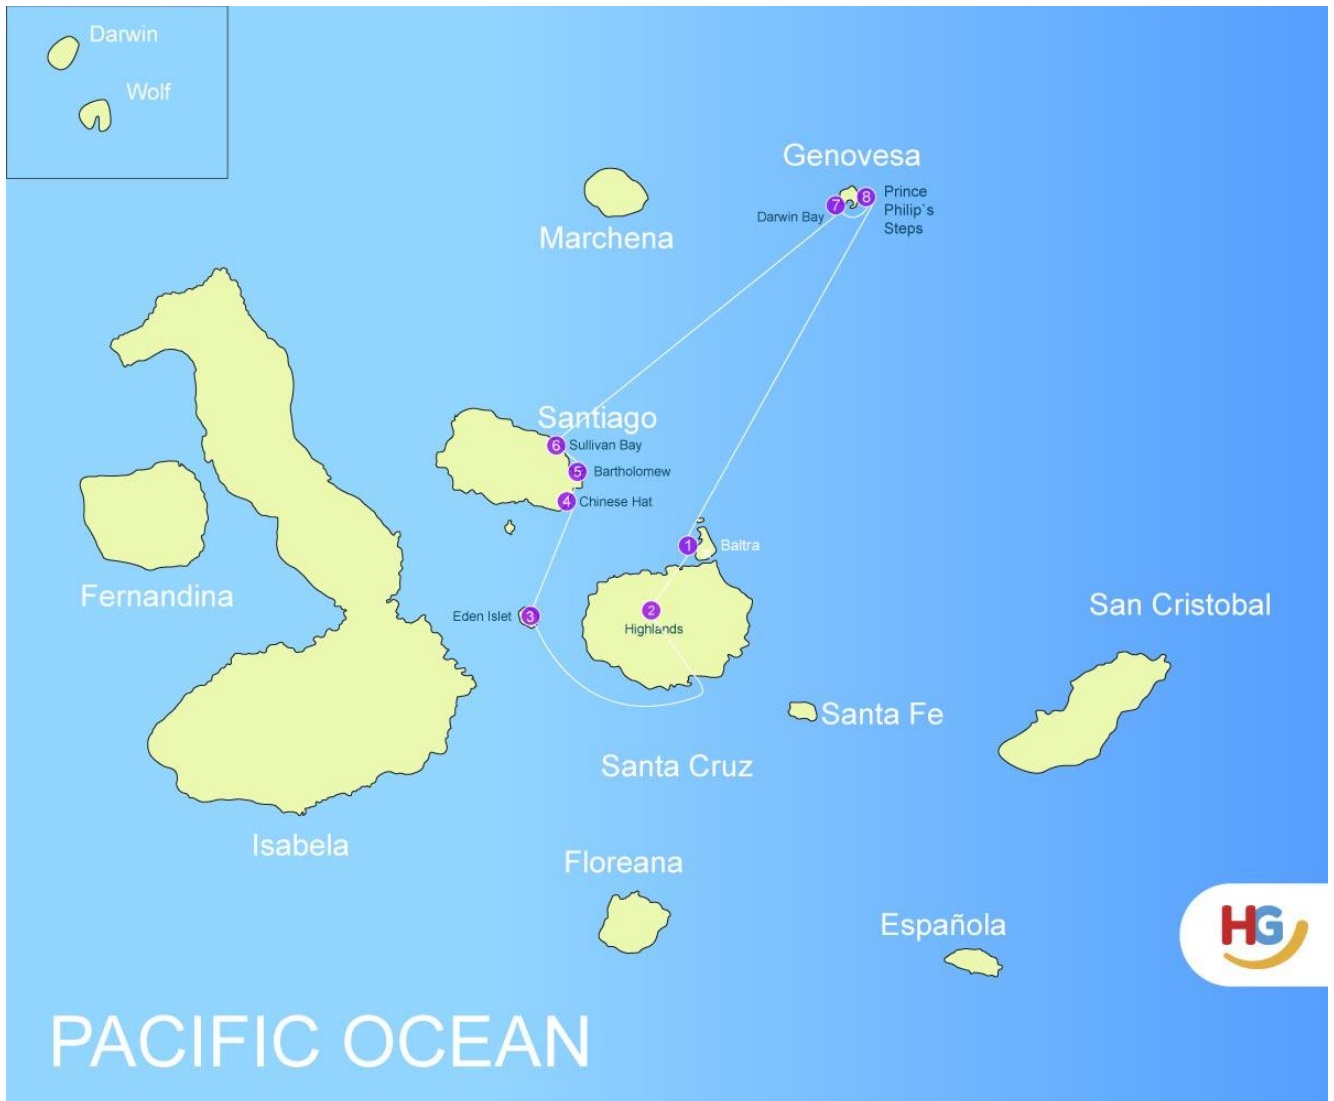 Darwin
Wolf
Genovesa
7
8
Prince
Philip`s
Steps
Darwin Bay
Marchena
Santiago
6 Sullivan Bay
5 Bartholomew
4 Chinese Hat
1 Baltra
Fernandina
Eden Islet 3
2
Highlands
San Cristobal
Santa Fe
Santa Cruz
Isabela
Floreana
Española
HG
PACIFIC OCEAN